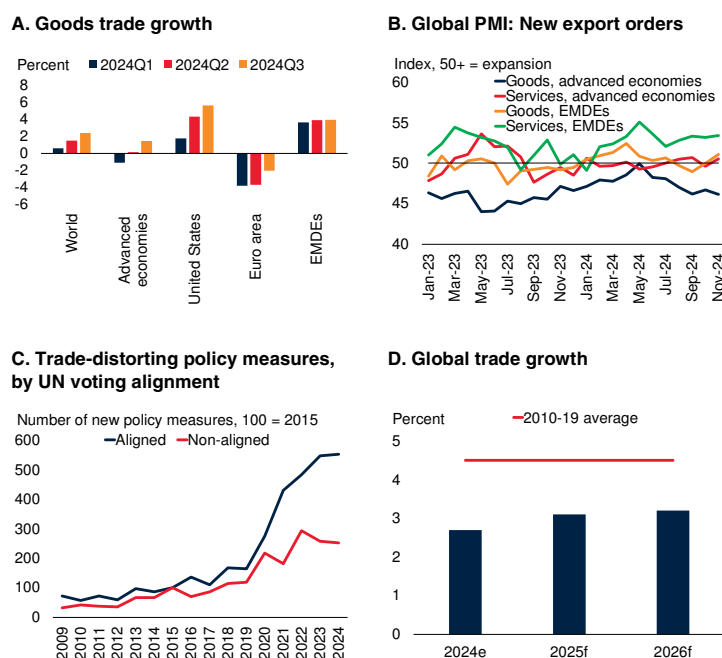 A. Goods trade growth
Percent
2024Q1 2024Q2 2024Q3
8
6
4
2
0
-2
-4
-6
World
Advanced
economies
United States
Euro area
EMDEs
B. Global PMI: New export orders
Index, 50+ = expansion
60
55
50
45
40
Goods, advanced economies
Services, advanced economies
Goods, EMDEs
Services, EMDEs
Jan-23
Mar-23
May-23
Jul-23
Sep-23
Nov-23
Jan-24
Mar-24
May-24
Jul-24
Sep-24
Nov-24
C. Trade-distorting policy measures,
by UN voting alignment
Number of new policy measures, 100 = 2015
Aligned Non-aligned
600
500
400
300
200
100
0
2009
2010
2011
2012
2013
2014
2015
2016
2017
2018
2019
2020
2021
2022
2023
2024
D. Global trade growth
Percent
2010-19 average
5
4
3
2
1
0
2024e
2025f
2026f